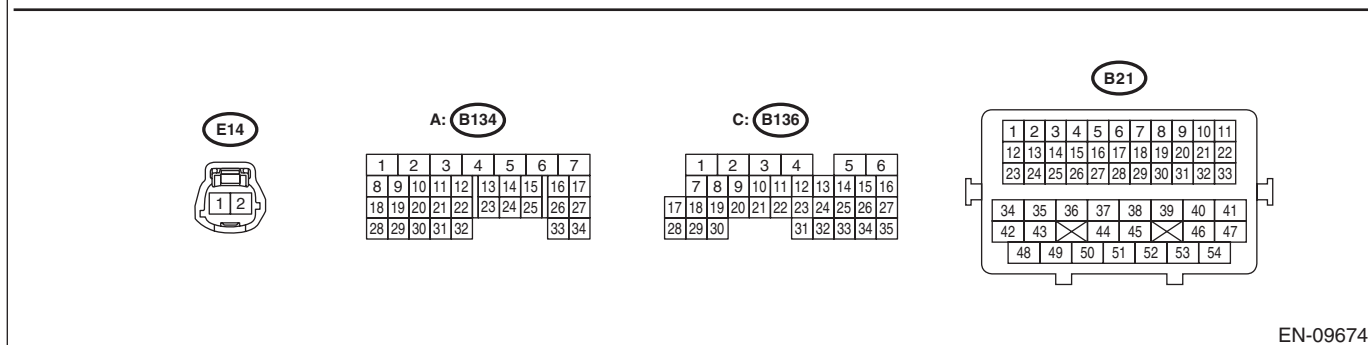 E14
1 2
A: B134
1 2 3 4 5 6 7
8 9 10 11 12 13 14 15 16 17
18 19 20 21 22 23 24 25 26 27
28 29 30 31 32 33 34
C: B136
1 2 3 4 5 6
7 8 9 10 11 12 13 14 15 16
17 18 19 20 21 22 23 24 25 26 27
28 29 30 31 32 33 34 35
B21
1 2 3 4 5 6 7 8 9 10 11
12 13 14 15 16 17 18 19 20 21 22
23 24 25 26 27 28 29 30 31 32 33
34 35 36 37 38 39 40 41
42 43 44 45 46 47
48 49 50 51 52 53 54
EN-09674